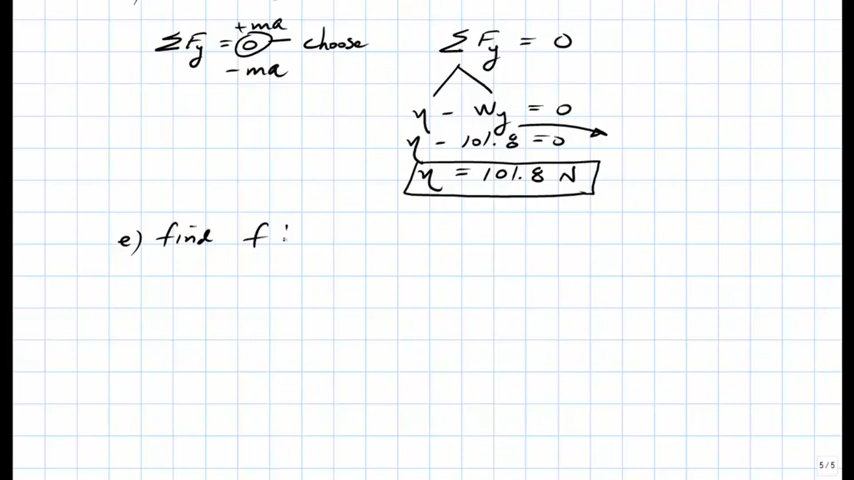 +ma
ΣFy = 0 — choose
-ma
ΣFy = 0
η - Wy = 0
η - 101.8 = 0
η = 101.8 N
e) find f :
5/5